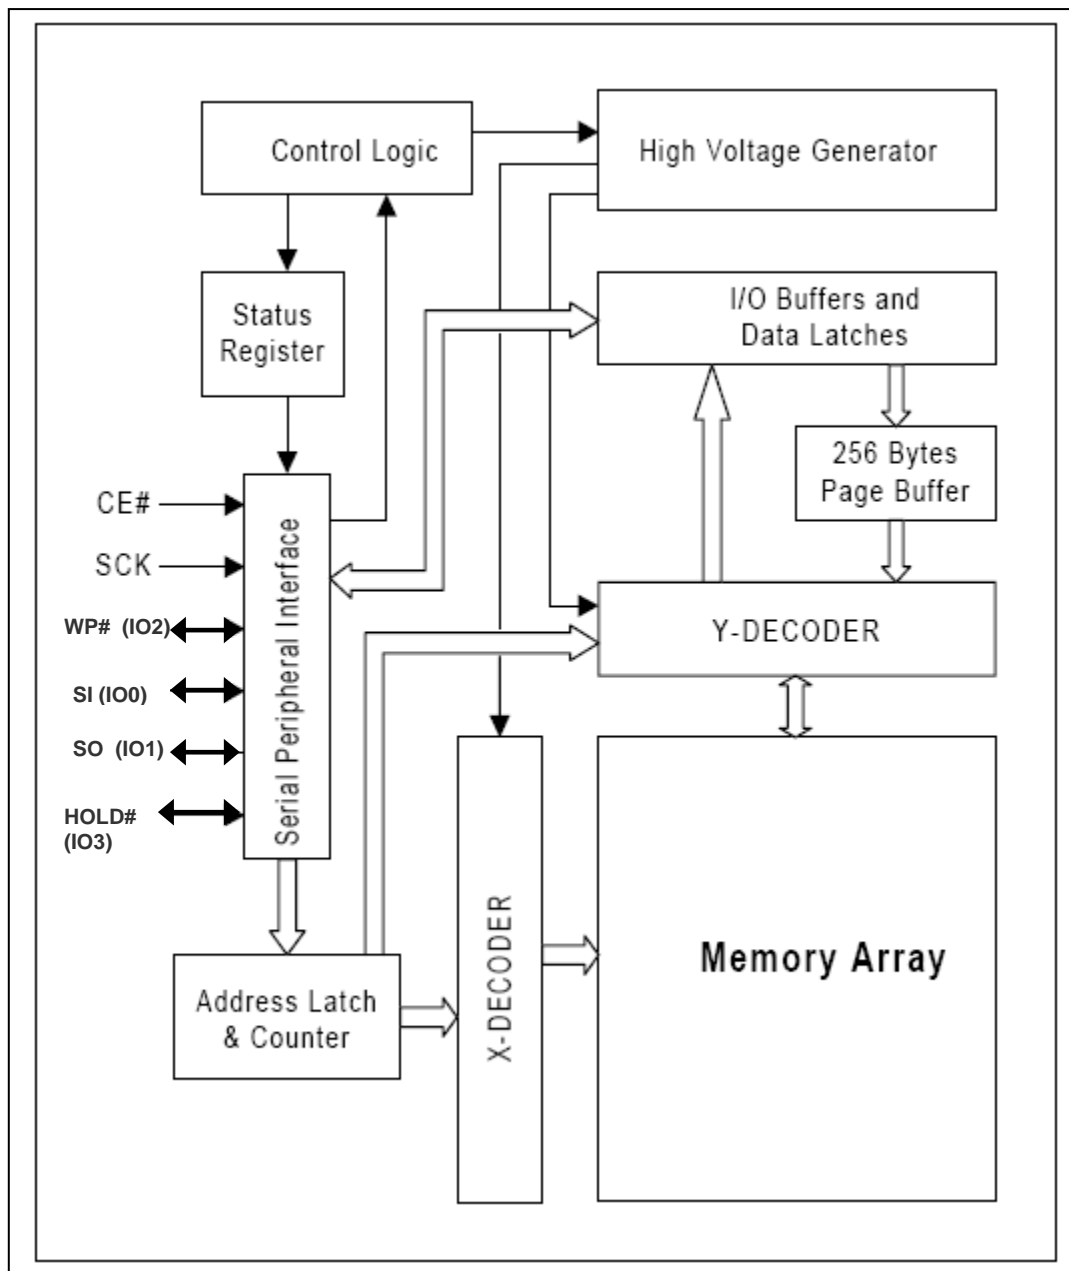 Control Logic
High Voltage Generator
Status
Register
I/O Buffers and
Data Latches
256 Bytes
Page Buffer
CE#
SCK
WP# (IO2)
SI (IO0)
SO (IO1)
HOLD#
(IO3)
Serial Peripheral Interface
Y-DECODER
Address Latch
& Counter
X-DECODER
Memory Array